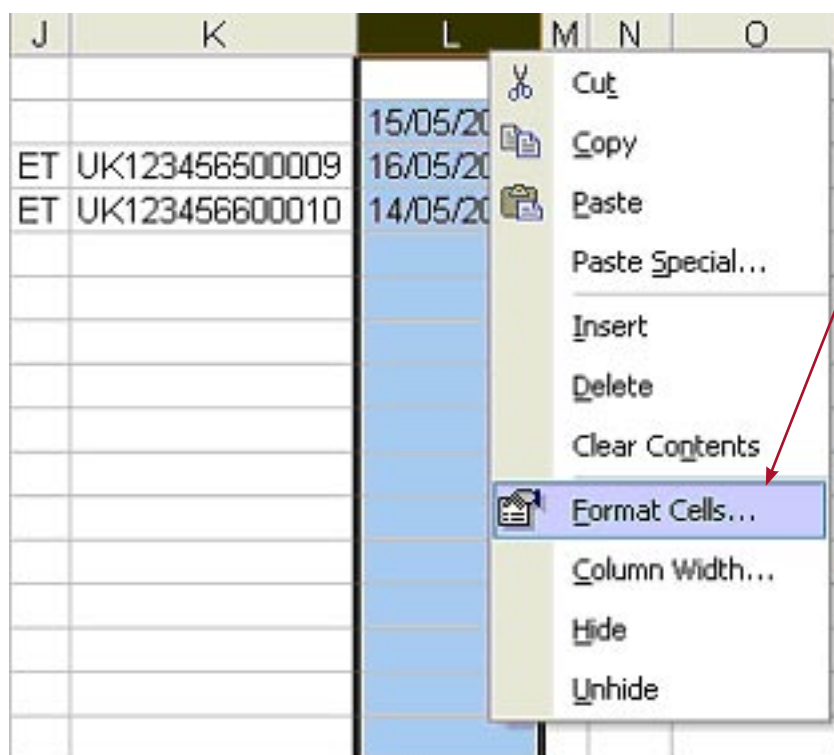 J K L M N O
15/05/20
ET UK123456500009 16/05/20
ET UK123456600010 14/05/20
Cut
Copy
Paste
Paste Special...
Insert
Delete
Clear Contents
Format Cells...
Column Width...
Hide
Unhide